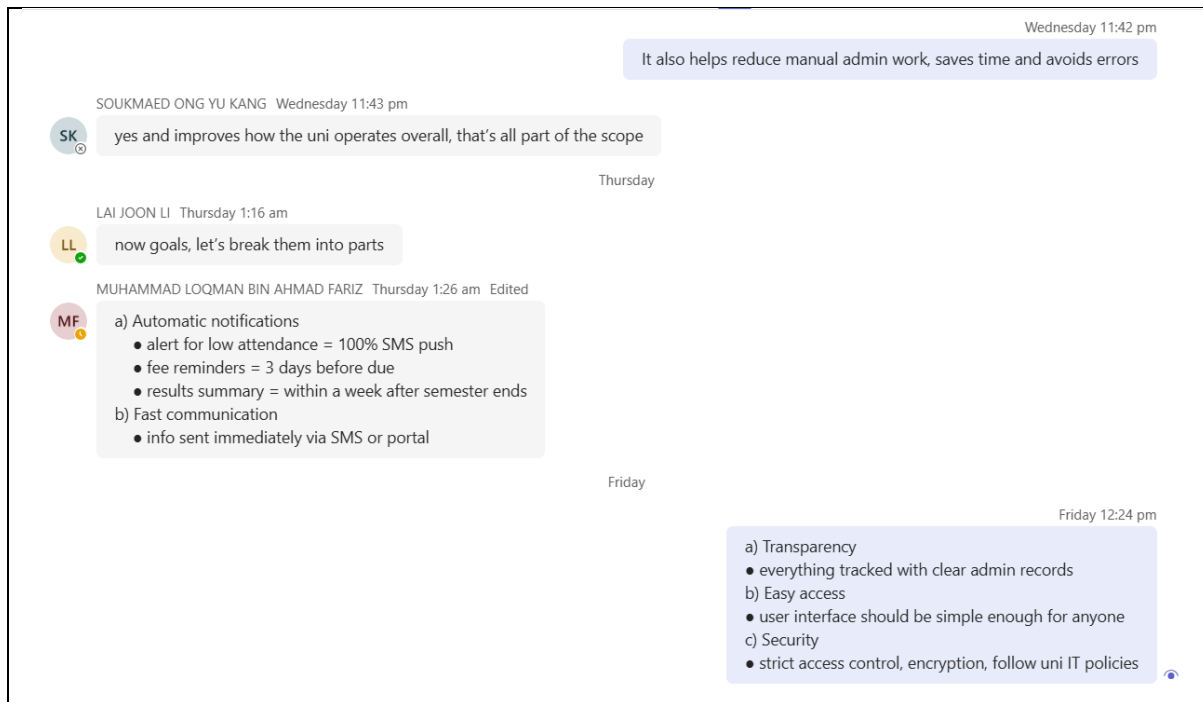 Wednesday 11:42 pm
It also helps reduce manual admin work, saves time and avoids errors
SOUKMAED ONG YU KANG Wednesday 11:43 pm
SK
yes and improves how the uni operates overall, that's all part of the scope
Thursday
LAI JOON LI Thursday 1:16 am
LL
now goals, let's break them into parts
MUHAMMAD LOQMAN BIN AHMAD FARIZ Thursday 1:26 am Edited
MF
a) Automatic notifications
● alert for low attendance = 100% SMS push
● fee reminders = 3 days before due
● results summary = within a week after semester ends
b) Fast communication
● info sent immediately via SMS or portal
Friday
Friday 12:24 pm
a) Transparency
● everything tracked with clear admin records
b) Easy access
● user interface should be simple enough for anyone
c) Security
● strict access control, encryption, follow uni IT policies